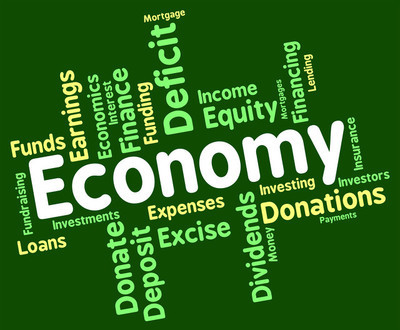 Mortgage
Deficit
Earnings
Economics
Interest
Finance
Funding
Income
Equity
Mortgages
Financing
Lending
Funds
Economy
Insurance
Fundraising
Investments
Expenses
Investing
Investors
Loans
Donate
Deposit
Excise
Dividends
Money
Donations
Payments